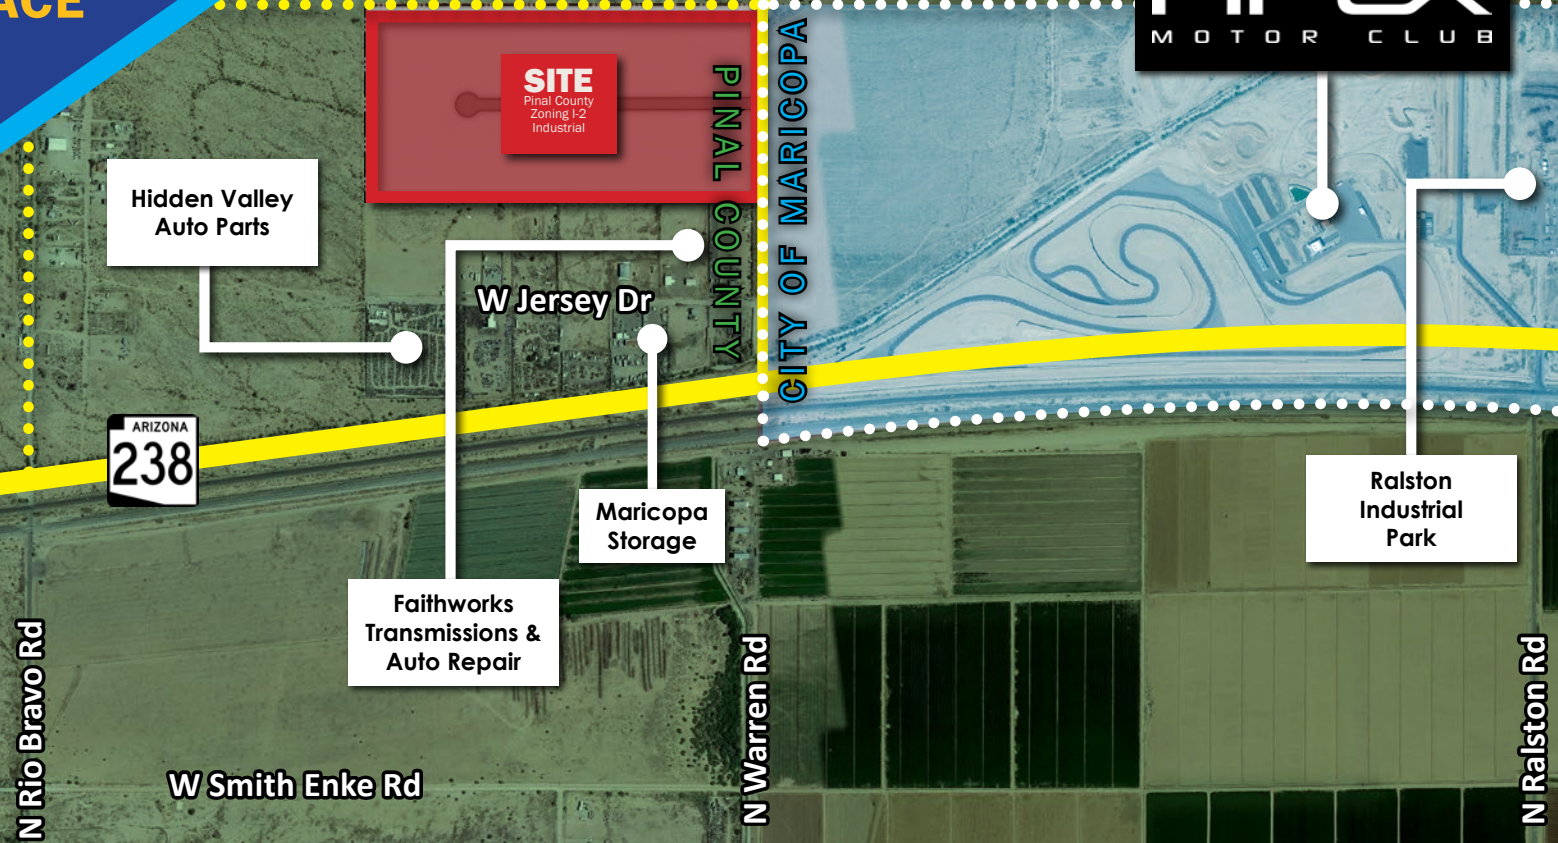 MOTOR CLUB
SITE
Pinal County
Zoning I-2
Industrial
PINAL COUNTY
CITY OF MARICOPA
Hidden Valley
Auto Parts
W Jersey Dr
ARIZONA
238
Maricopa
Storage
Ralston
Industrial
Park
Faithworks
Transmissions &
Auto Repair
N Rio Bravo Rd
N Warren Rd
N Ralston Rd
W Smith Enke Rd